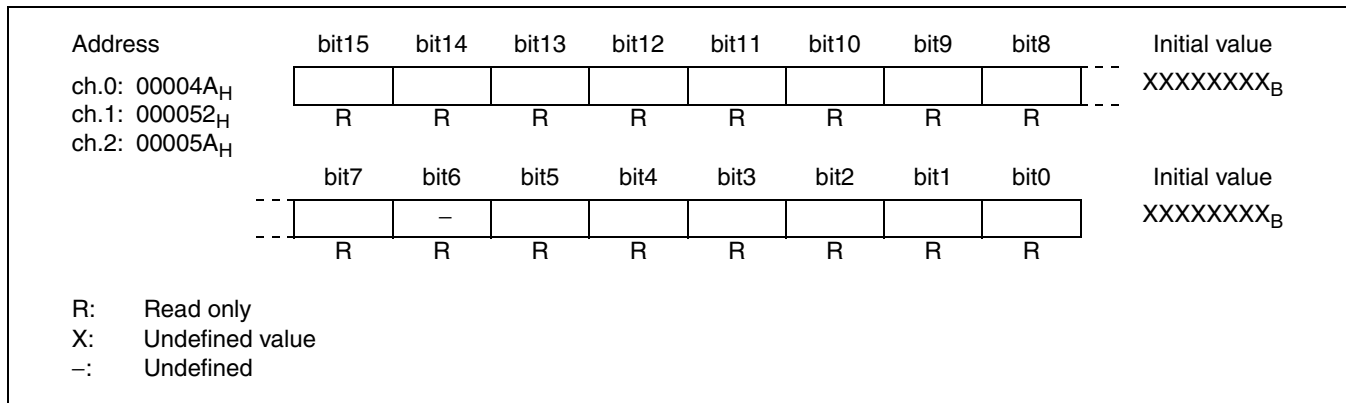 Address bit15 bit14 bit13 bit12 bit11 bit10 bit9 bit8 Initial value
ch.0: 00004AH XXXXXXXXB
ch.1: 000052H R R R R R R R R
ch.2: 00005AH
bit7 bit6 bit5 bit4 bit3 bit2 bit1 bit0 Initial value
– XXXXXXXXB
R R R R R R R R
R: Read only
X: Undefined value
–: Undefined